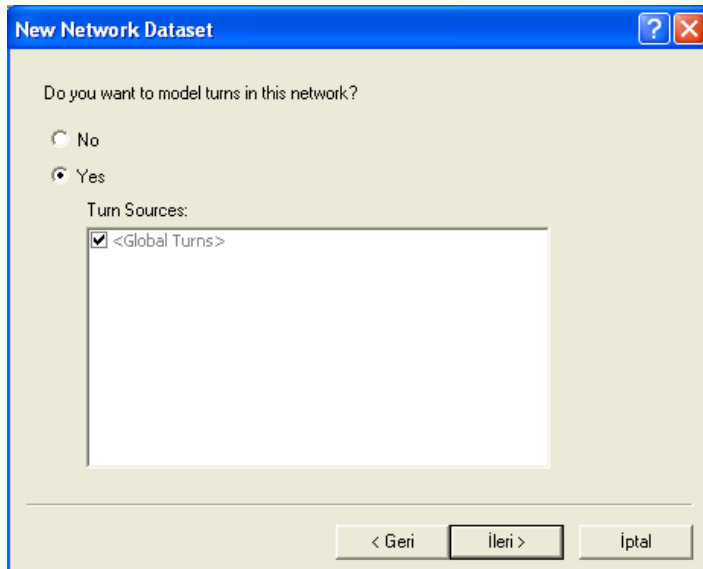 New Network Dataset
Do you want to model turns in this network?
No
Yes
Turn Sources:
<Global Turns>
< Geri
İleri >
İptal